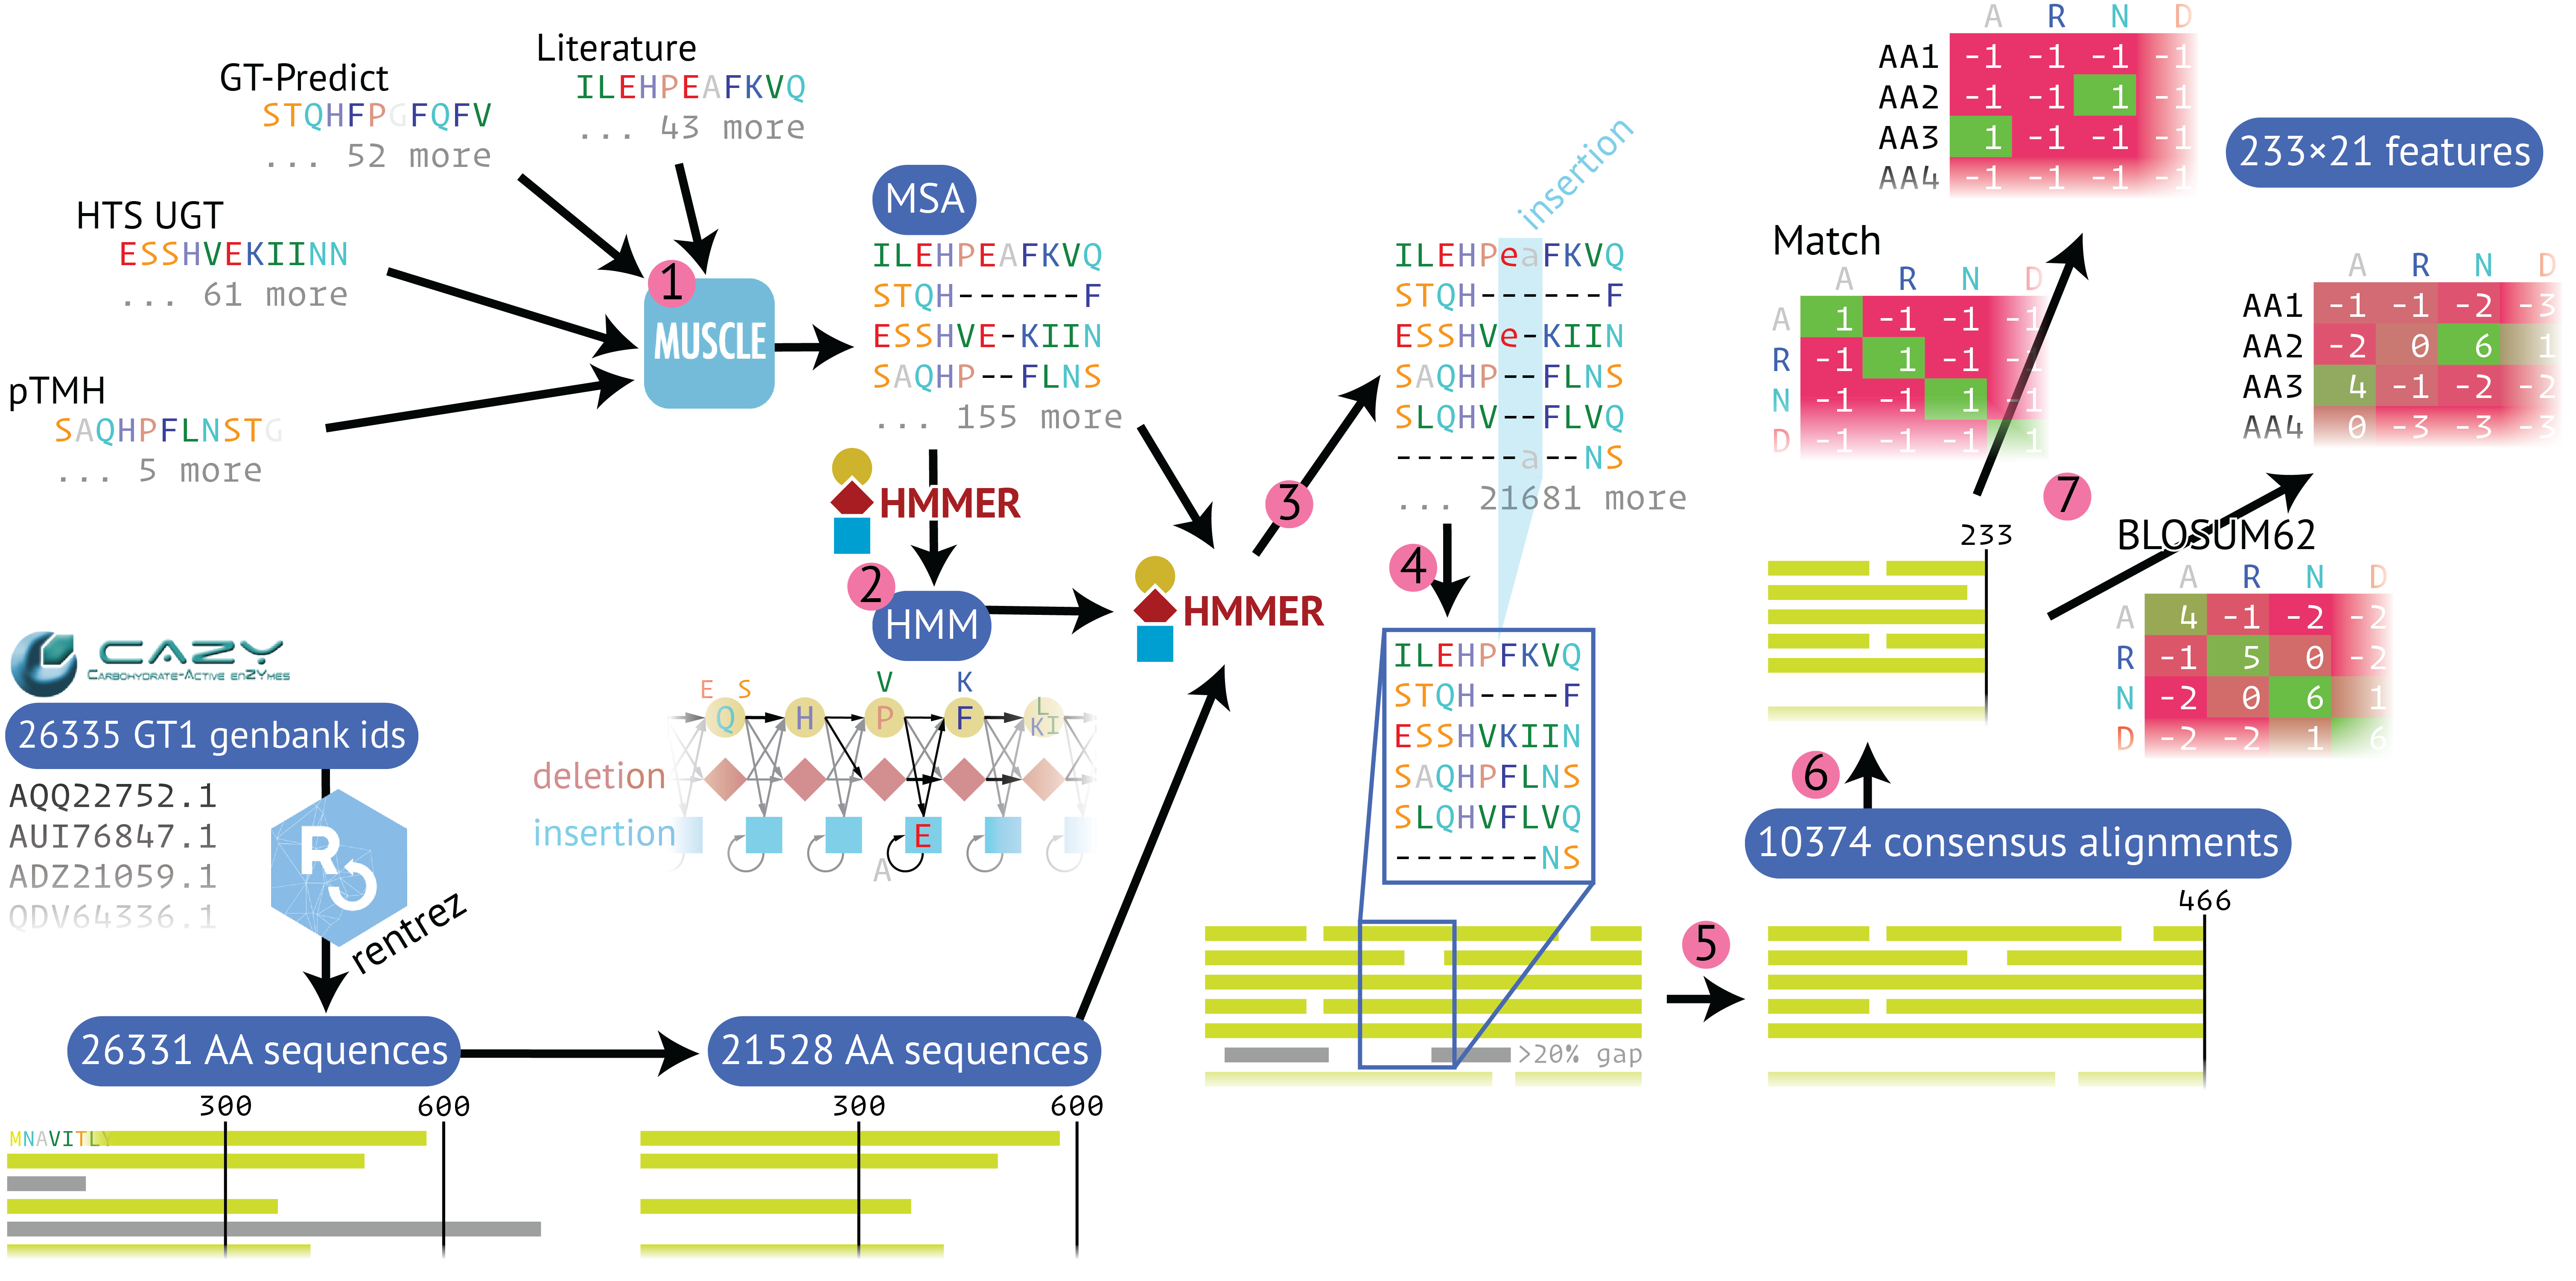 Literature
ILEHPEAFKVQ
... 43 more
GT-Predict
STQHFPGFQFV
... 52 more
HTS UGT
ESSHVEKIINN
... 61 more
pTMH
SAQHPFLNSTG
... 5 more
1
MUSCLE
MSA
ILEHPEAFKVQ
STQH------F
ESSHVE-KIIN
SAQHP--FLNS
... 155 more
HMMER
2
HMM
E S V K
Q H P F L
KI
deletion
insertion
E
A
CAZY
CARBOHYDRATE-ACTIVE ENZYMES
26335 GT1 genbank ids
AQQ22752.1
AUI76847.1
ADZ21059.1
QDV64336.1
R
rentrez
26331 AA sequences
300 600
MNAVITLY
21528 AA sequences
300 600
HMMER
3
insertion
ILEHPeaFKVQ
STQH------F
ESSHVe-KIIN
SAQHP--FLNS
SLQHV--FLVQ
------a--NS
... 21681 more
4
ILEHPFKVQ
STQH----F
ESSHVKIIN
SAQHPFLNS
SLQHVFLVQ
-------NS
>20% gap
5
10374 consensus alignments
466
6
233
7
Match
A R N D
A 1 -1 -1 -1
R -1 1 -1 -1
N -1 -1 1 -1
D -1 -1 -1 1
A R N D
AA1 -1 -1 -1 -1
AA2 -1 -1 1 -1
AA3 1 -1 -1 -1
AA4 -1 -1 -1 -1
233×21 features
A R N D
AA1 -1 -1 -2 -3
AA2 -2 0 6 1
AA3 4 -1 -2 -2
AA4 0 -3 -3 -3
BLOSUM62
A R N D
A 4 -1 -2 -2
R -1 5 0 -2
N -2 0 6 1
D -2 -2 1 6